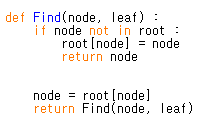 def Find(node, leaf) :
    if node not in root :
        root[node] = node
        return node

    node = root[node]
    return Find(node, leaf)